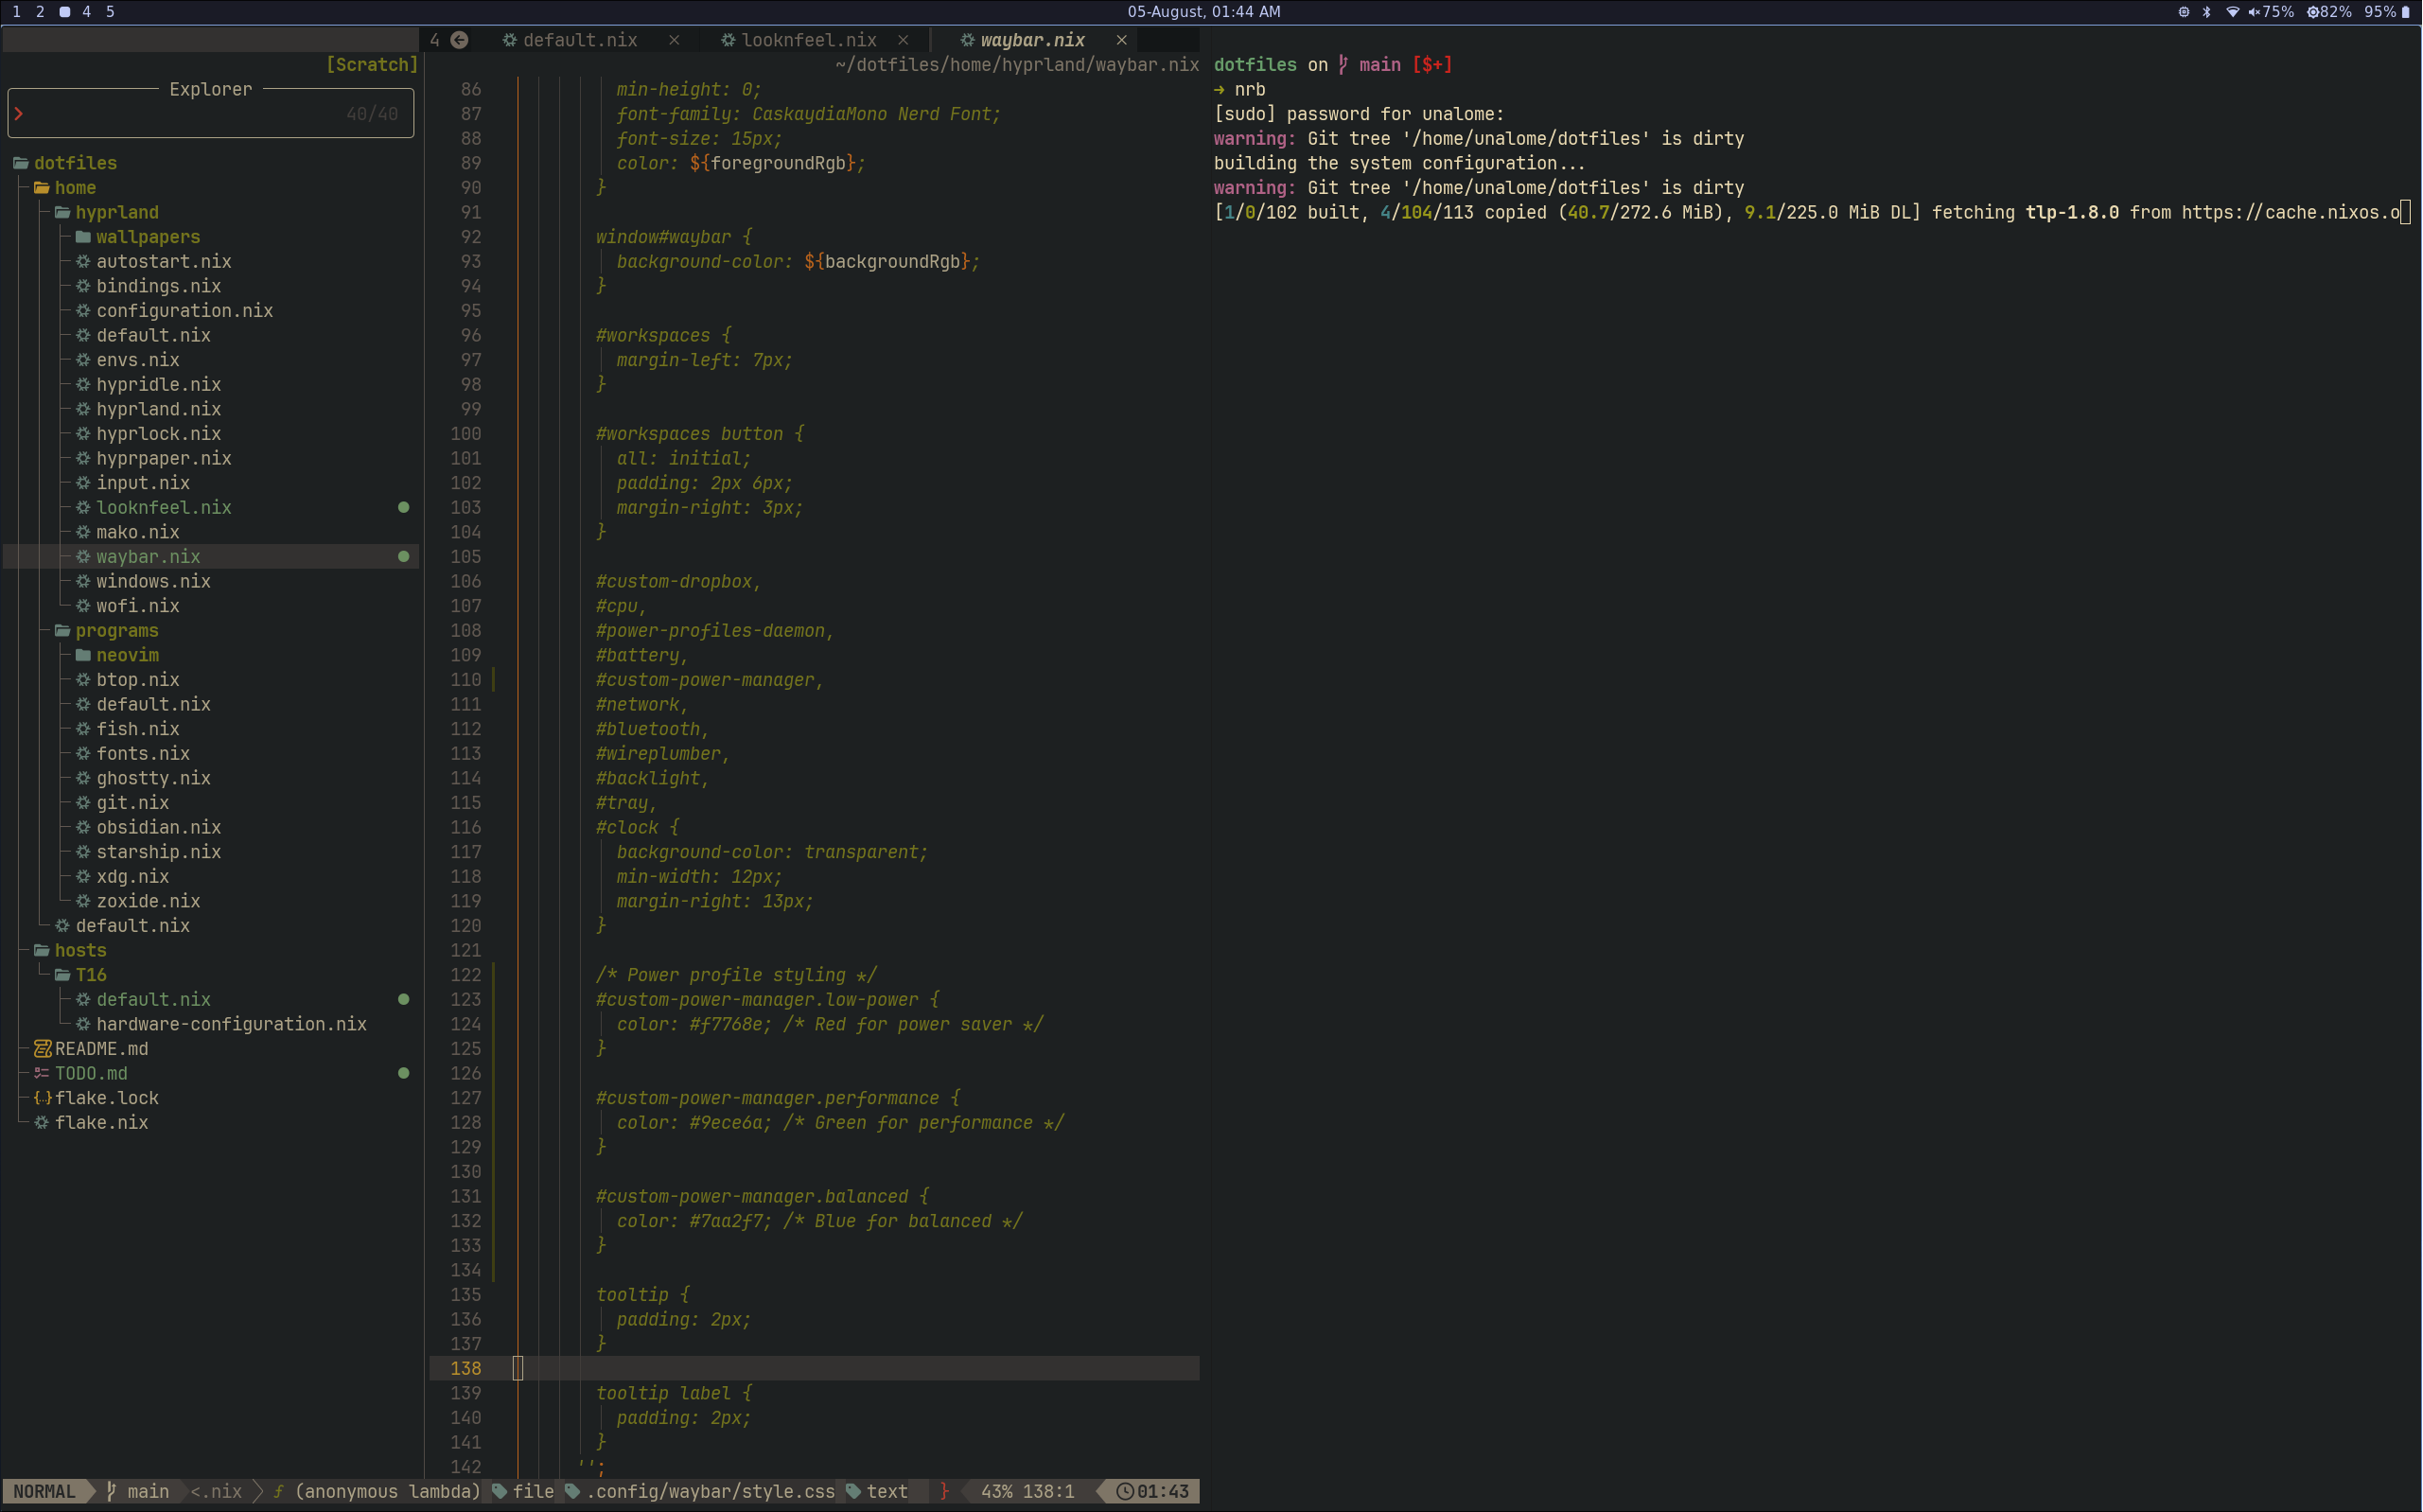 1 2 4 5
05-August, 01:44 AM
75% 82% 95%
[Scratch]
Explorer
40/40
dotfiles
home
hyprland
wallpapers
autostart.nix
bindings.nix
configuration.nix
default.nix
envs.nix
hypridle.nix
hyprland.nix
hyprlock.nix
hyprpaper.nix
input.nix
looknfeel.nix
mako.nix
waybar.nix
windows.nix
wofi.nix
programs
neovim
btop.nix
default.nix
fish.nix
fonts.nix
ghostty.nix
git.nix
obsidian.nix
starship.nix
xdg.nix
zoxide.nix
default.nix
hosts
T16
default.nix
hardware-configuration.nix
README.md
TODO.md
flake.lock
flake.nix
4 default.nix × looknfeel.nix × waybar.nix ×
~/dotfiles/home/hyprland/waybar.nix
86 min-height: 0;
87 font-family: CaskaydiaMono Nerd Font;
88 font-size: 15px;
89 color: ${foregroundRgb};
90 }
91
92 window#waybar {
93 background-color: ${backgroundRgb};
94 }
95
96 #workspaces {
97 margin-left: 7px;
98 }
99
100 #workspaces button {
101 all: initial;
102 padding: 2px 6px;
103 margin-right: 3px;
104 }
105
106 #custom-dropbox,
107 #cpu,
108 #power-profiles-daemon,
109 #battery,
110 #custom-power-manager,
111 #network,
112 #bluetooth,
113 #wireplumber,
114 #backlight,
115 #tray,
116 #clock {
117 background-color: transparent;
118 min-width: 12px;
119 margin-right: 13px;
120 }
121
122 /* Power profile styling */
123 #custom-power-manager.low-power {
124 color: #f7768e; /* Red for power saver */
125 }
126
127 #custom-power-manager.performance {
128 color: #9ece6a; /* Green for performance */
129 }
130
131 #custom-power-manager.balanced {
132 color: #7aa2f7; /* Blue for balanced */
133 }
134
135 tooltip {
136 padding: 2px;
137 }
138
139 tooltip label {
140 padding: 2px;
141 }
142 '';
NORMAL main <.nix f (anonymous lambda) file .config/waybar/style.css text } 43% 138:1 01:43
dotfiles on main [$+]
→ nrb
[sudo] password for unalome:
warning: Git tree '/home/unalome/dotfiles' is dirty
building the system configuration...
warning: Git tree '/home/unalome/dotfiles' is dirty
[1/0/102 built, 4/104/113 copied (40.7/272.6 MiB), 9.1/225.0 MiB DL] fetching tlp-1.8.0 from https://cache.nixos.o